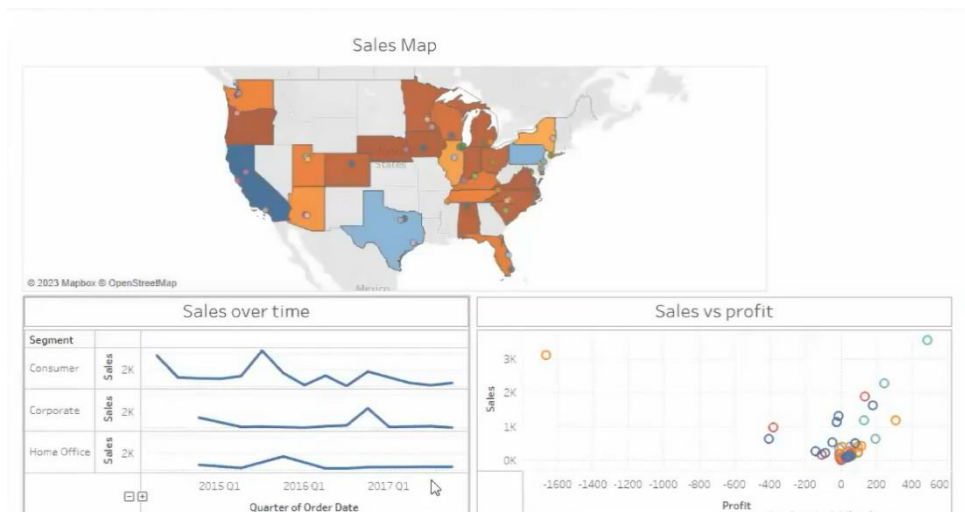 Sales Map
States
Mexico
© 2023 Mapbox © OpenStreetMap
Sales over time
Segment
Consumer
Sales
2K
Corporate
Sales
2K
Home Office
Sales
2K
2015 Q1
2016 Q1
2017 Q1
Quarter of Order Date
Sales vs profit
Sales
3K
2K
1K
0K
-1600 -1400 -1200 -1000 -800 -600 -400 -200 0 200 400 600
Profit